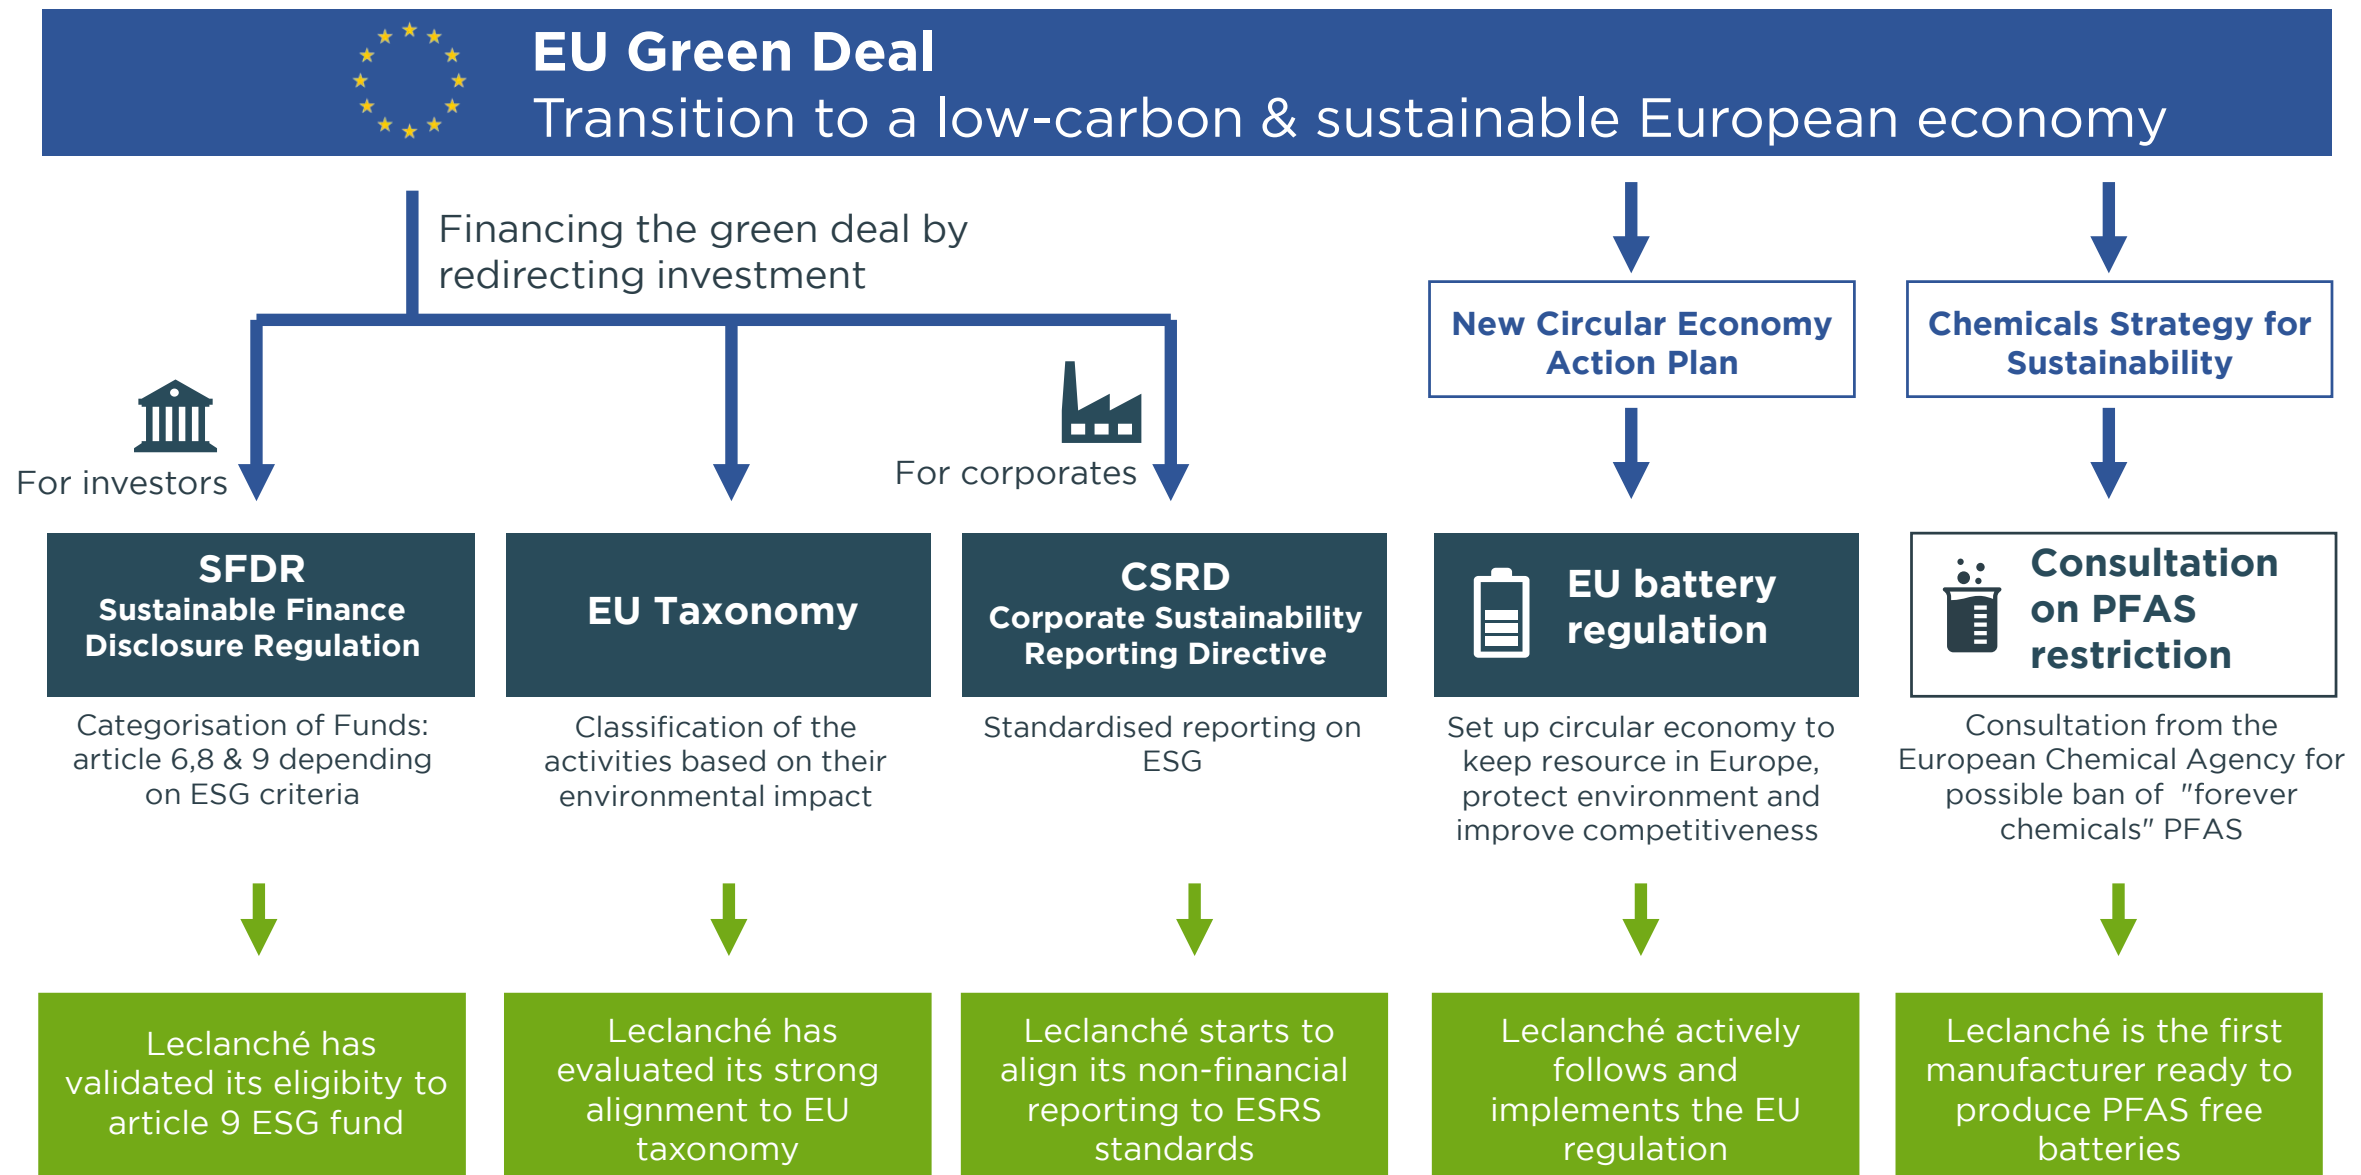 EU Green Deal
Transition to a low-carbon & sustainable European economy
Financing the green deal by
redirecting investment
For investors
For corporates
New Circular Economy
Action Plan
Chemicals Strategy for
Sustainability
SFDR
Sustainable Finance
Disclosure Regulation
Categorisation of Funds:
article 6,8 & 9 depending
on ESG criteria
Leclanché has
validated its eligibity to
article 9 ESG fund
EU Taxonomy
Classification of the
activities based on their
environmental impact
Leclanché has
evaluated its strong
alignment to EU
taxonomy
CSRD
Corporate Sustainability
Reporting Directive
Standardised reporting on
ESG
Leclanché starts to
align its non-financial
reporting to ESRS
standards
EU battery
regulation
Set up circular economy to
keep resource in Europe,
protect environment and
improve competitiveness
Leclanché actively
follows and
implements the EU
regulation
Consultation
on PFAS
restriction
Consultation from the
European Chemical Agency for
possible ban of "forever
chemicals" PFAS
Leclanché is the first
manufacturer ready to
produce PFAS free
batteries